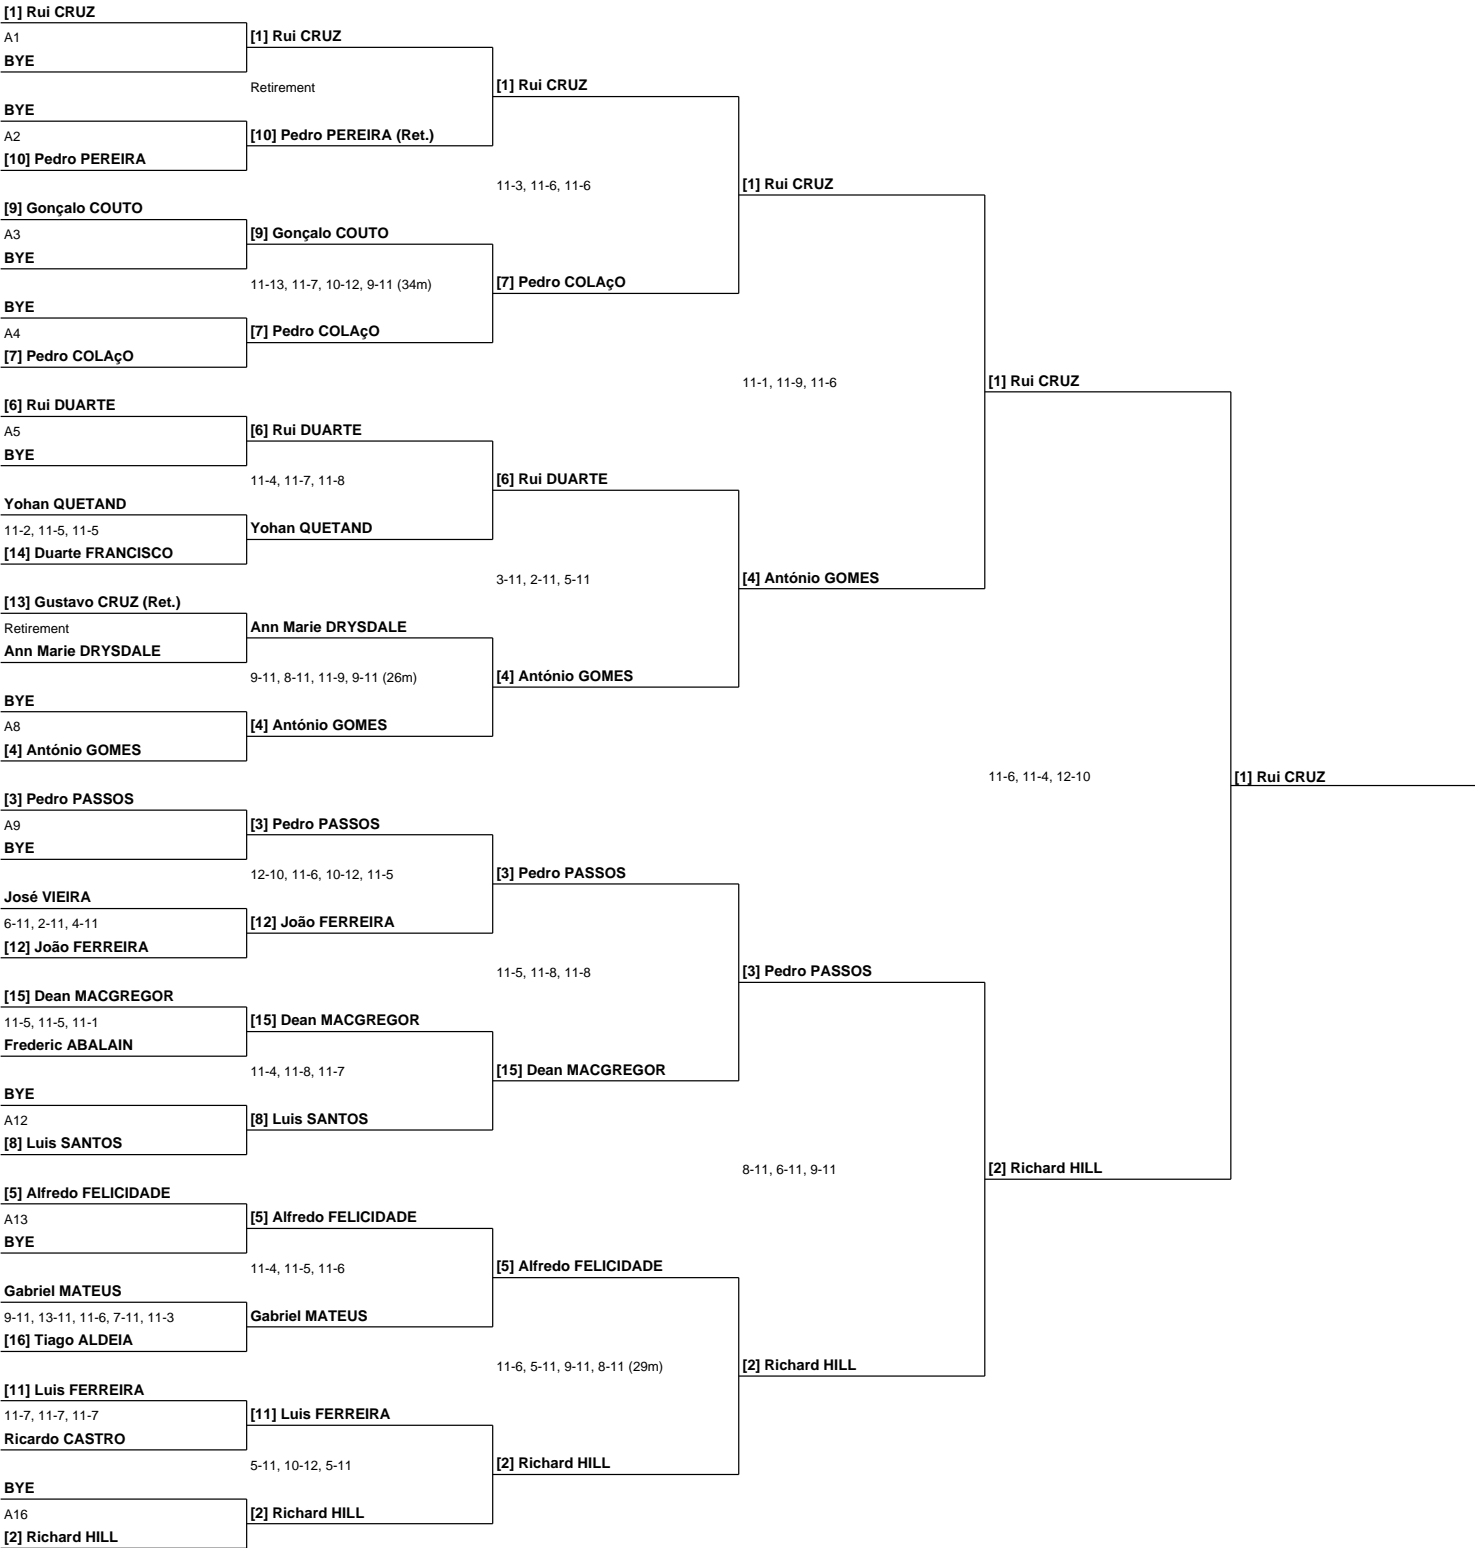 [1] Rui CRUZ
A1
BYE
BYE
A2
[10] Pedro PEREIRA
[9] Gonçalo COUTO
A3
BYE
BYE
A4
[7] Pedro COLAçO
[6] Rui DUARTE
A5
BYE
Yohan QUETAND
11-2, 11-5, 11-5
[14] Duarte FRANCISCO
[13] Gustavo CRUZ (Ret.)
Retirement
Ann Marie DRYSDALE
BYE
A8
[4] António GOMES
[3] Pedro PASSOS
A9
BYE
José VIEIRA
6-11, 2-11, 4-11
[12] João FERREIRA
[15] Dean MACGREGOR
11-5, 11-5, 11-1
Frederic ABALAIN
BYE
A12
[8] Luis SANTOS
[5] Alfredo FELICIDADE
A13
BYE
Gabriel MATEUS
9-11, 13-11, 11-6, 7-11, 11-3
[16] Tiago ALDEIA
[11] Luis FERREIRA
11-7, 11-7, 11-7
Ricardo CASTRO
BYE
A16
[2] Richard HILL
[1] Rui CRUZ
Retirement
[10] Pedro PEREIRA (Ret.)
[9] Gonçalo COUTO
11-13, 11-7, 10-12, 9-11 (34m)
[7] Pedro COLAçO
[6] Rui DUARTE
11-4, 11-7, 11-8
Yohan QUETAND
Ann Marie DRYSDALE
9-11, 8-11, 11-9, 9-11 (26m)
[4] António GOMES
[3] Pedro PASSOS
12-10, 11-6, 10-12, 11-5
[12] João FERREIRA
[15] Dean MACGREGOR
11-4, 11-8, 11-7
[8] Luis SANTOS
[5] Alfredo FELICIDADE
11-4, 11-5, 11-6
Gabriel MATEUS
[11] Luis FERREIRA
5-11, 10-12, 5-11
[2] Richard HILL
[1] Rui CRUZ
11-3, 11-6, 11-6
[7] Pedro COLAçO
[6] Rui DUARTE
3-11, 2-11, 5-11
[4] António GOMES
[3] Pedro PASSOS
11-5, 11-8, 11-8
[15] Dean MACGREGOR
[5] Alfredo FELICIDADE
11-6, 5-11, 9-11, 8-11 (29m)
[2] Richard HILL
[1] Rui CRUZ
11-1, 11-9, 11-6
[4] António GOMES
[3] Pedro PASSOS
8-11, 6-11, 9-11
[2] Richard HILL
[1] Rui CRUZ
11-6, 11-4, 12-10
[2] Richard HILL
[1] Rui CRUZ